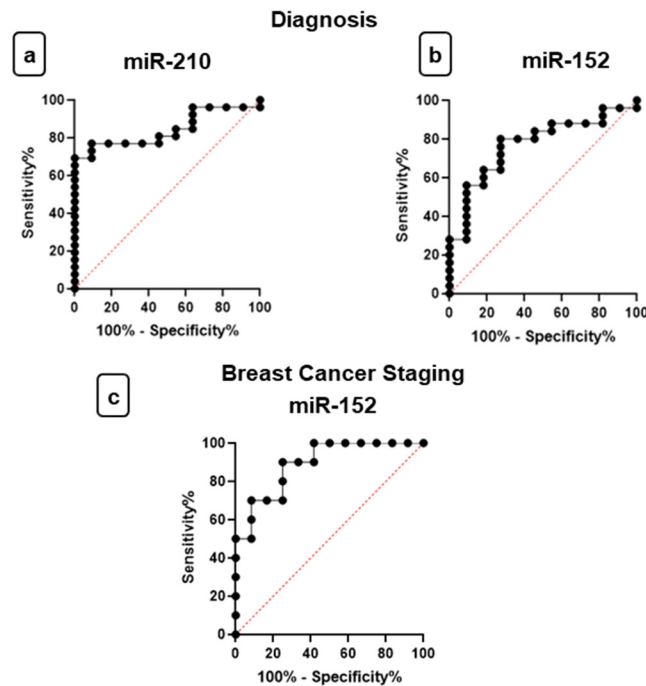 Diagnosis
a
miR-210
b
miR-152
100
80
60
40
20
0
Sensitivity%
0 20 40 60 80 100
100% - Specificity%
100
80
60
40
20
0
Sensitivity%
0 20 40 60 80 100
100% - Specificity%
Breast Cancer Staging
c
miR-152
100
80
60
40
20
0
Sensitivity%
0 20 40 60 80 100
100% - Specificity%